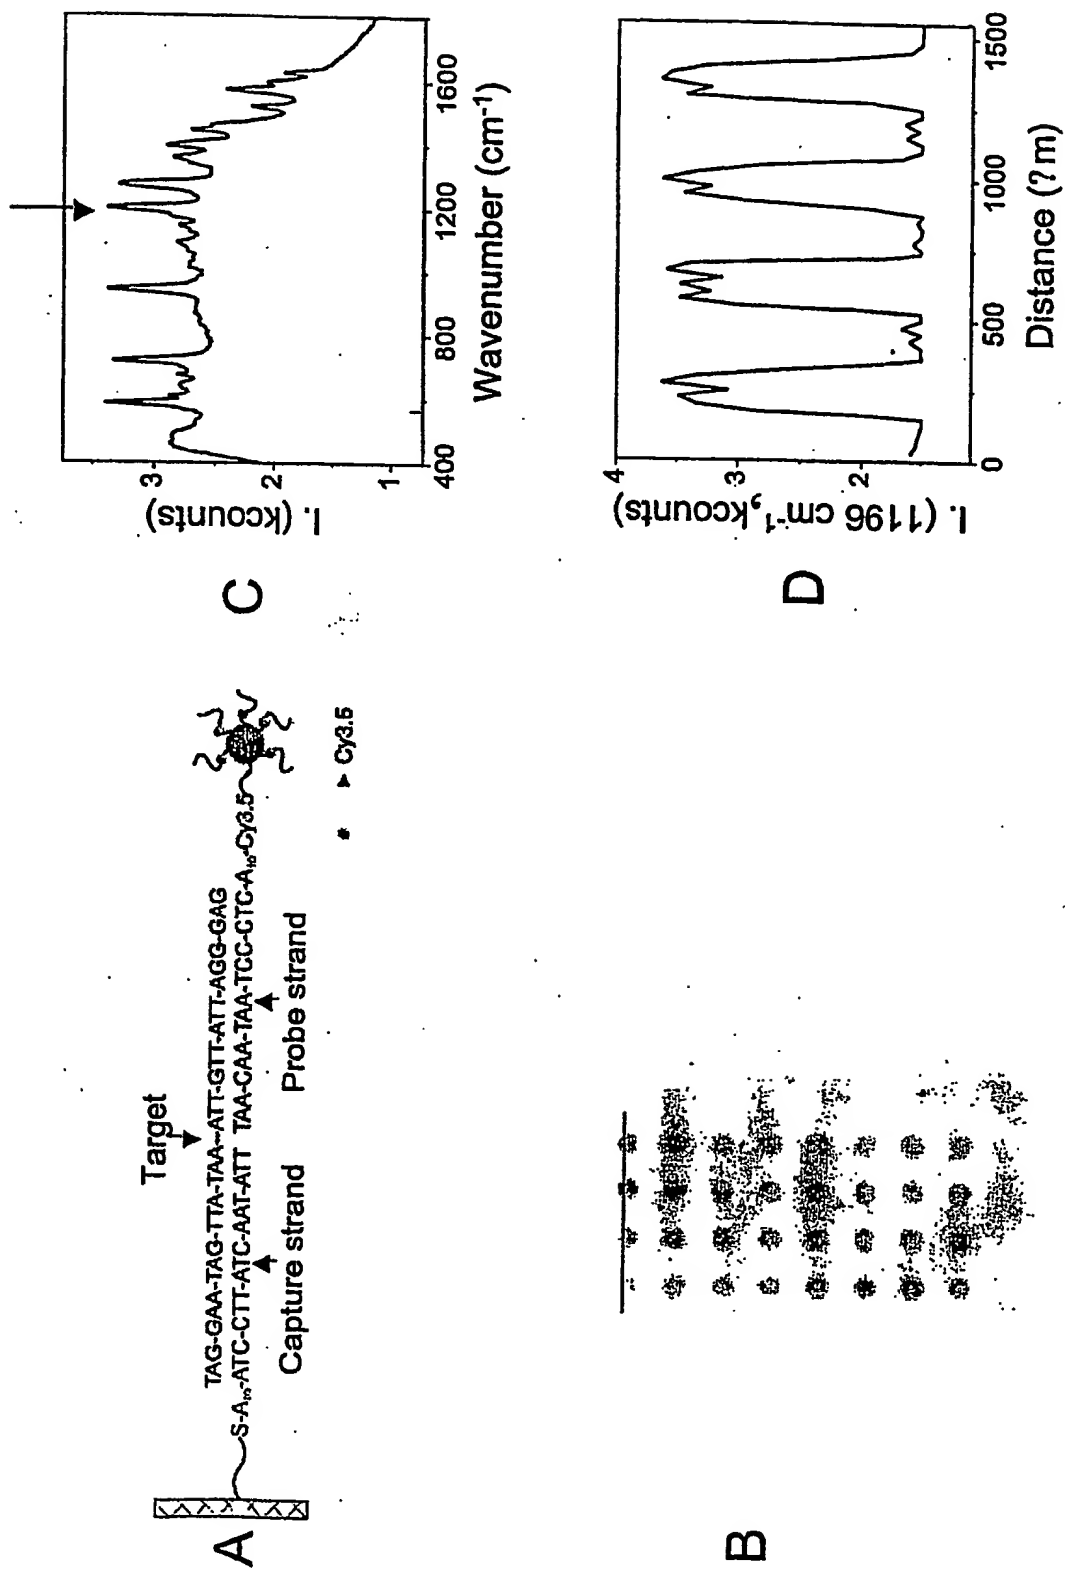 A
Target
TAG-GAA-TAG-TTA-TAA-ATT-GTT-ATT-AGG-GAG
S-A₁₀-ATC-CTT-ATC-AAT-ATT TAA-CAA-TAA-TCC-CTC-A₁₀-Cy3.5
Capture strand
Probe strand
* Cy3.5
B
C
I. (kcounts)
3
2
1
400
800
1200
1600
Wavenumber (cm⁻¹)
D
I. (1196 cm⁻¹, kcounts)
4
3
2
0
500
1000
1500
Distance (?m)